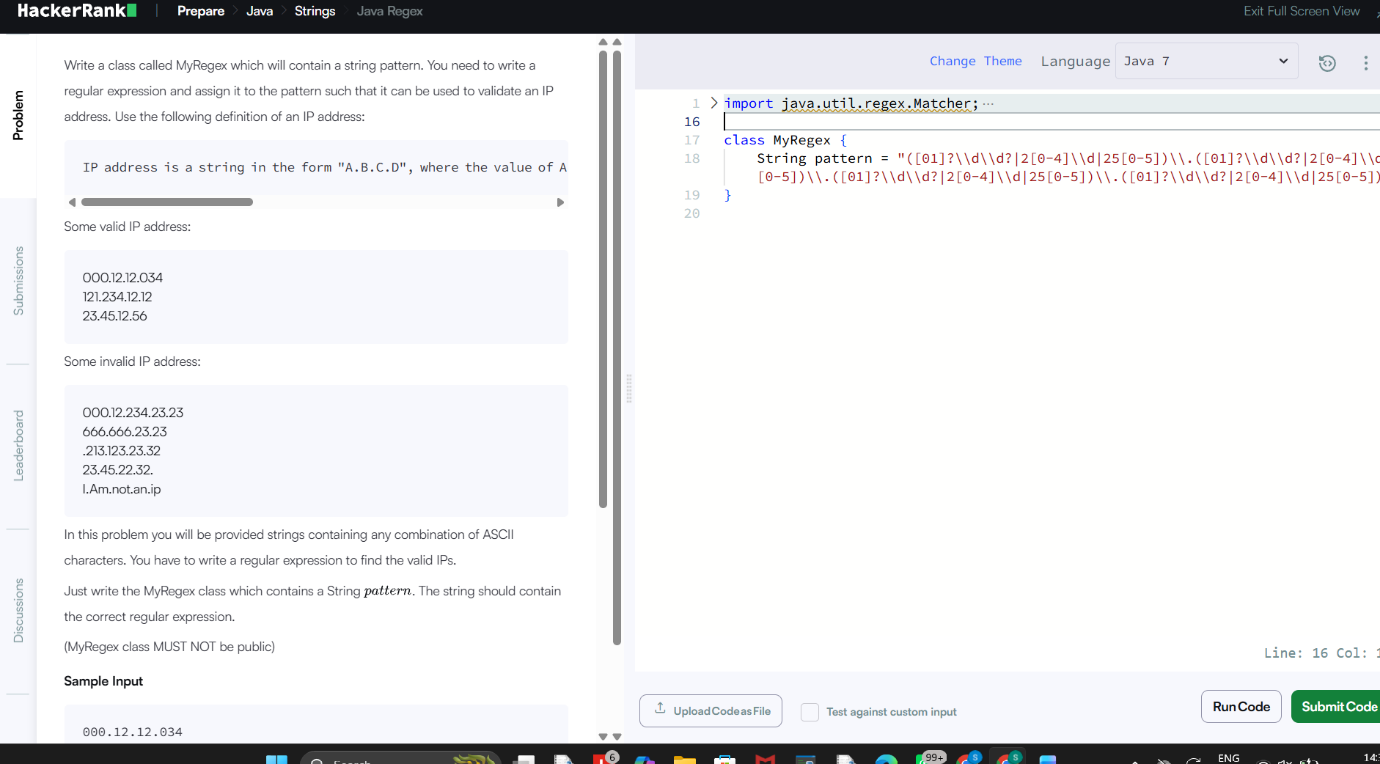 HackerRank
Prepare > Java > Strings > Java Regex
Exit Full Screen View
Problem
Submissions
Leaderboard
Discussions
Write a class called MyRegex which will contain a string pattern. You need to write a
regular expression and assign it to the pattern such that it can be used to validate an IP
address. Use the following definition of an IP address:
IP address is a string in the form "A.B.C.D", where the value of A
Some valid IP address:
000.12.12.034
121.234.12.12
23.45.12.56
Some invalid IP address:
000.12.234.23.23
666.666.23.23
.213.123.23.32
23.45.22.32.
I.Am.not.an.ip
In this problem you will be provided strings containing any combination of ASCII
characters. You have to write a regular expression to find the valid IPs.
Just write the MyRegex class which contains a String pattern. The string should contain
the correct regular expression.
(MyRegex class MUST NOT be public)
Sample Input
000.12.12.034
Change Theme Language Java 7
1 import java.util.regex.Matcher; ...
16
17 class MyRegex {
18 String pattern = "([01]?\\d\\d?|2[0-4]\\d|25[0-5])\\.([01]?\\d\\d?|2[0-4]\\d
[0-5])\\.([01]?\\d\\d?|2[0-4]\\d|25[0-5])\\.([01]?\\d\\d?|2[0-4]\\d|25[0-5])
19 }
20
Line: 16 Col: 1
Upload Code as File
Test against custom input
Run Code
Submit Code
Search
6
99+
S
S
ENG